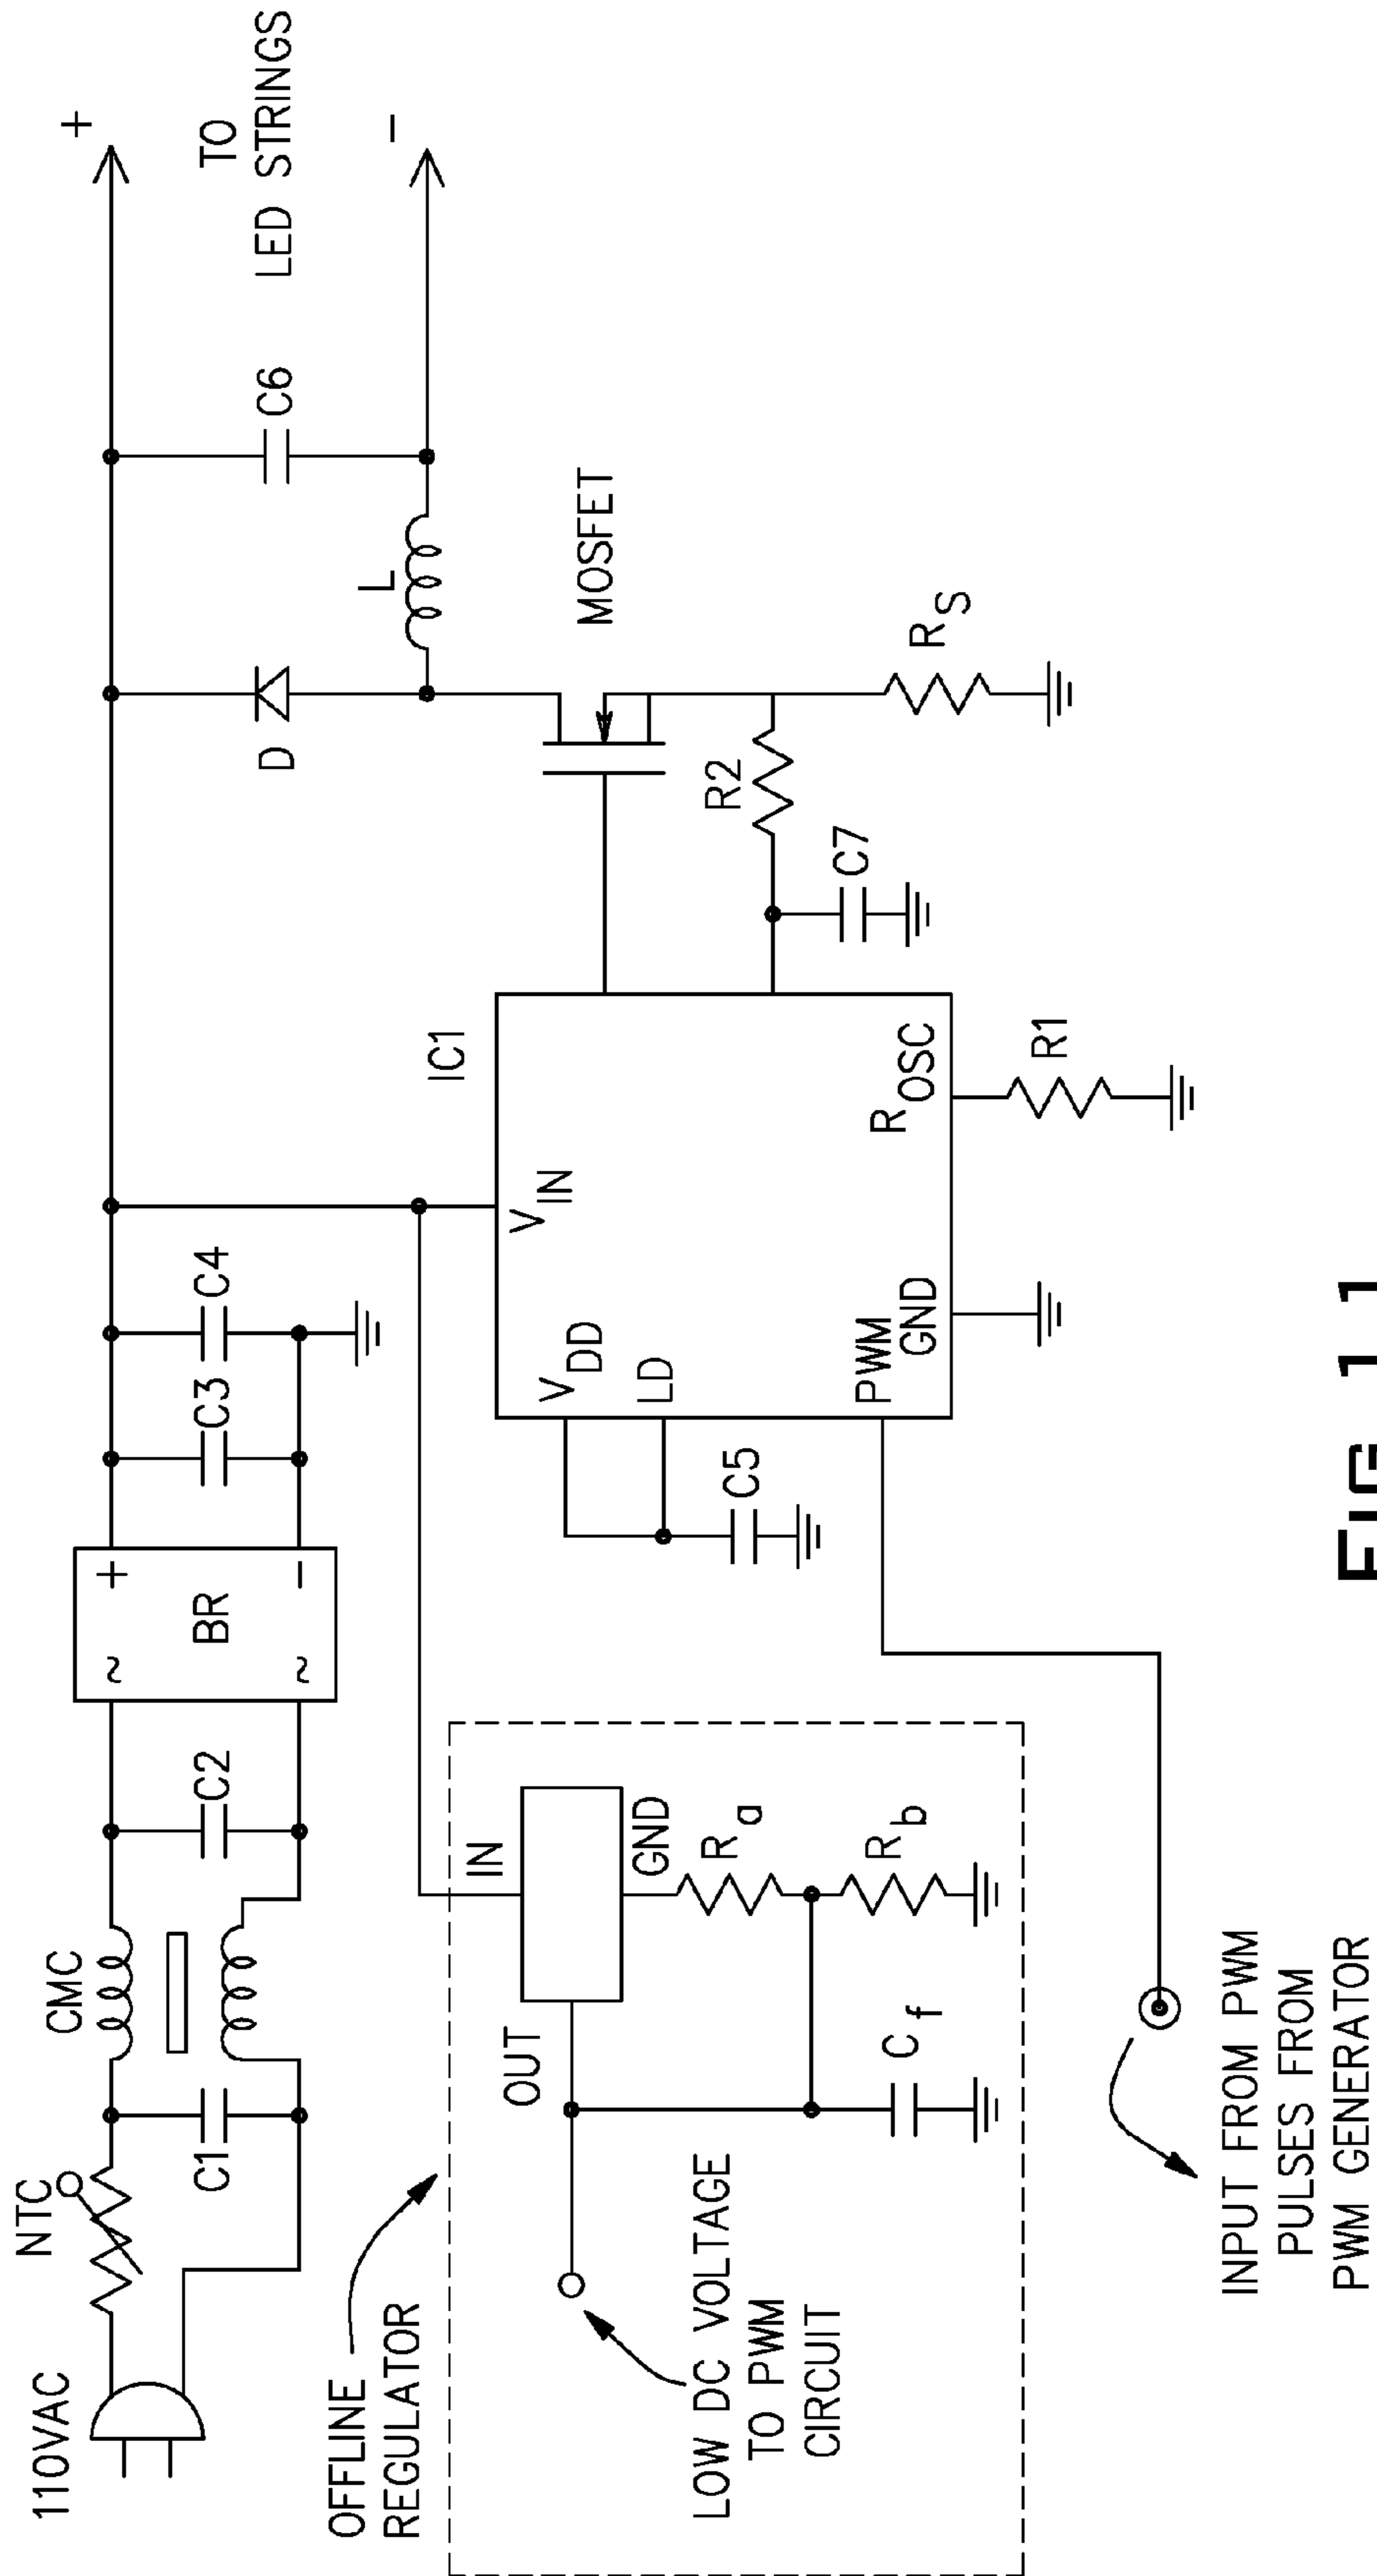 110VAC
NTC
C1
CMC
C2
~
~
BR
+
−
C3
C4
+
TO
LED STRINGS
−
C6
L
D
MOSFET
R2
RS
C7
IC1
VIN
VDD
LD
PWM
GND
ROSC
R1
C5
OFFLINE
REGULATOR
IN
OUT
GND
Ra
Rb
Cf
LOW DC VOLTAGE
TO PWM
CIRCUIT
INPUT FROM PWM
PULSES FROM
PWM GENERATOR
FIG. 11